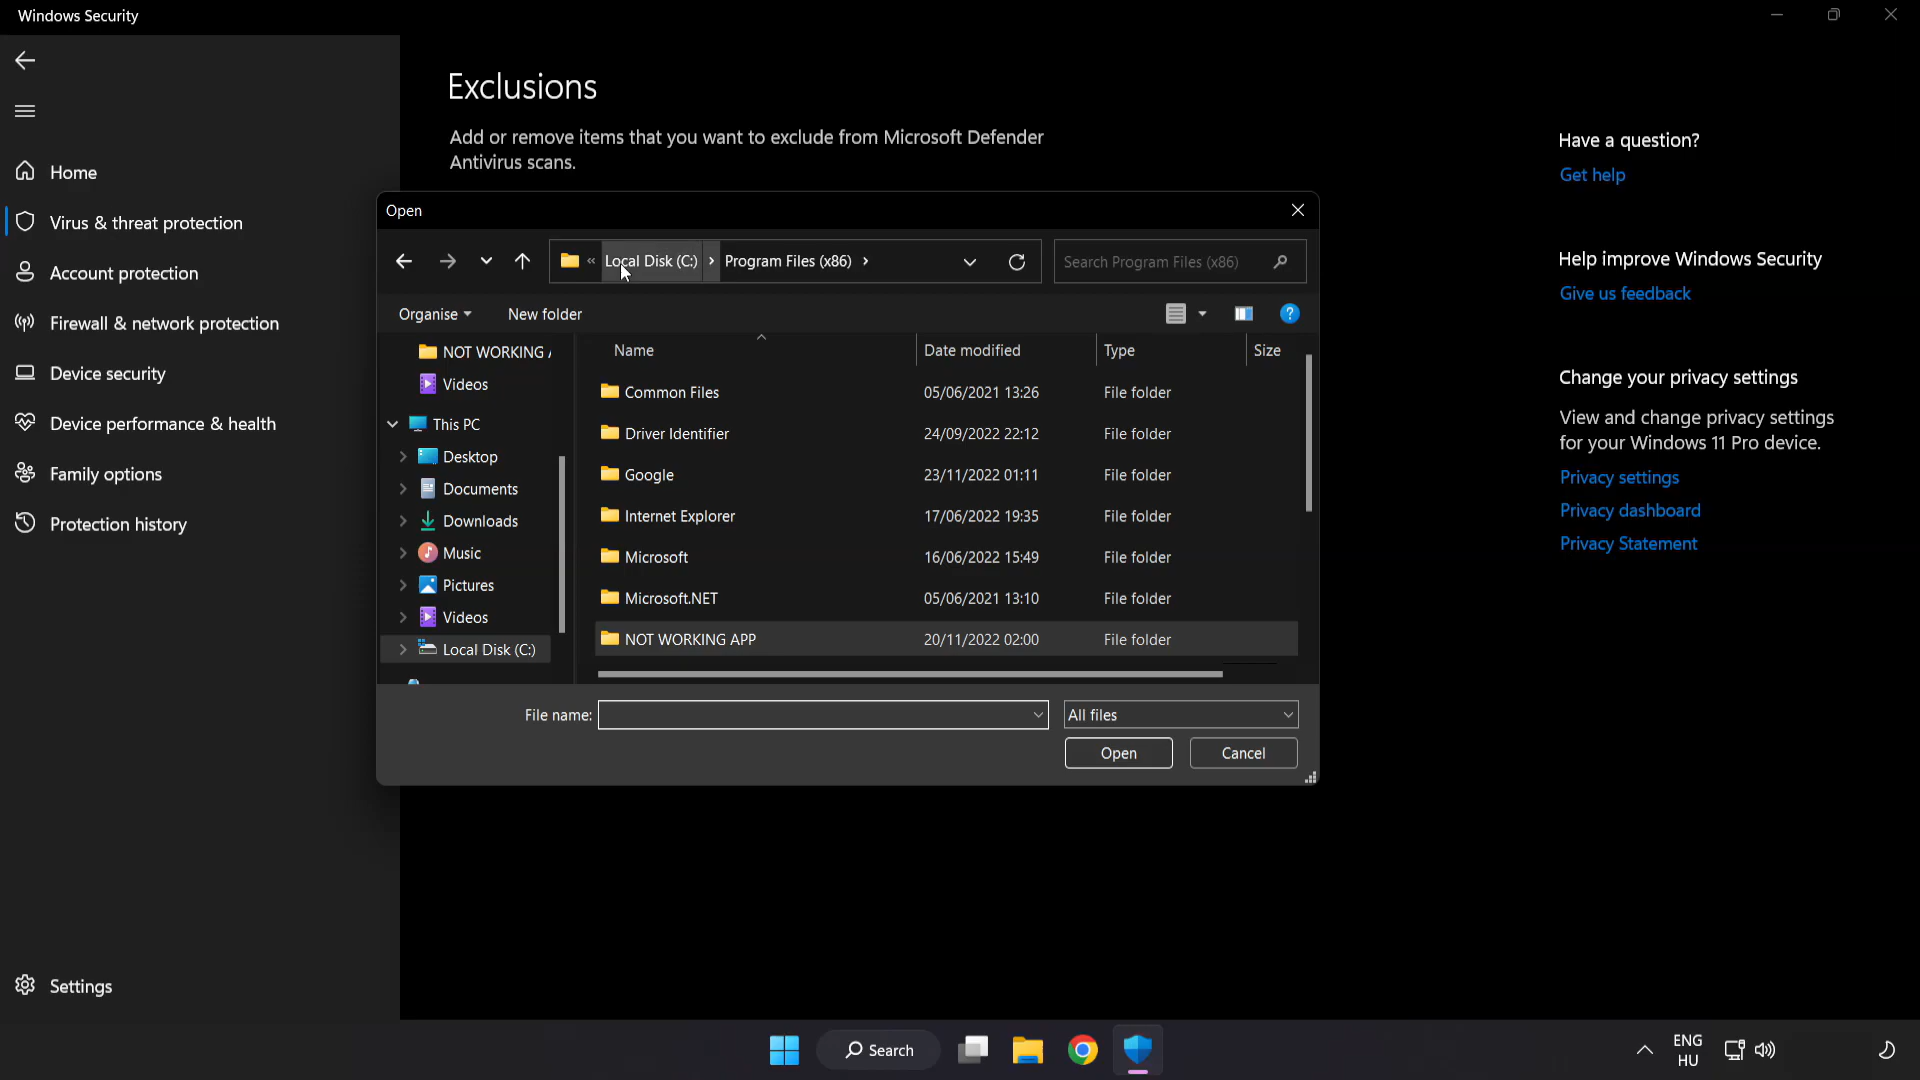 Windows Security
Home
Virus & threat protection
Account protection
Firewall & network protection
Device security
Device performance & health
Family options
Protection history
Settings
Exclusions
Add or remove items that you want to exclude from Microsoft Defender
Antivirus scans.
Open
« Local Disk (C:) › Program Files (x86) ›
Search Program Files (x86)
Organise
New folder
?
NOT WORKING
Videos
This PC
Desktop
Documents
Downloads
Music
Pictures
Videos
Local Disk (C:)
Name Date modified Type Size
Common Files 05/06/2021 13:26 File folder
Driver Identifier 24/09/2022 22:12 File folder
Google 23/11/2022 01:11 File folder
Internet Explorer 17/06/2022 19:35 File folder
Microsoft 16/06/2022 15:49 File folder
Microsoft.NET 05/06/2021 13:10 File folder
NOT WORKING APP 20/11/2022 02:00 File folder
File name:
All files
Open
Cancel
Have a question?
Get help
Help improve Windows Security
Give us feedback
Change your privacy settings
View and change privacy settings
for your Windows 11 Pro device.
Privacy settings
Privacy dashboard
Privacy Statement
Search
ENG
HU